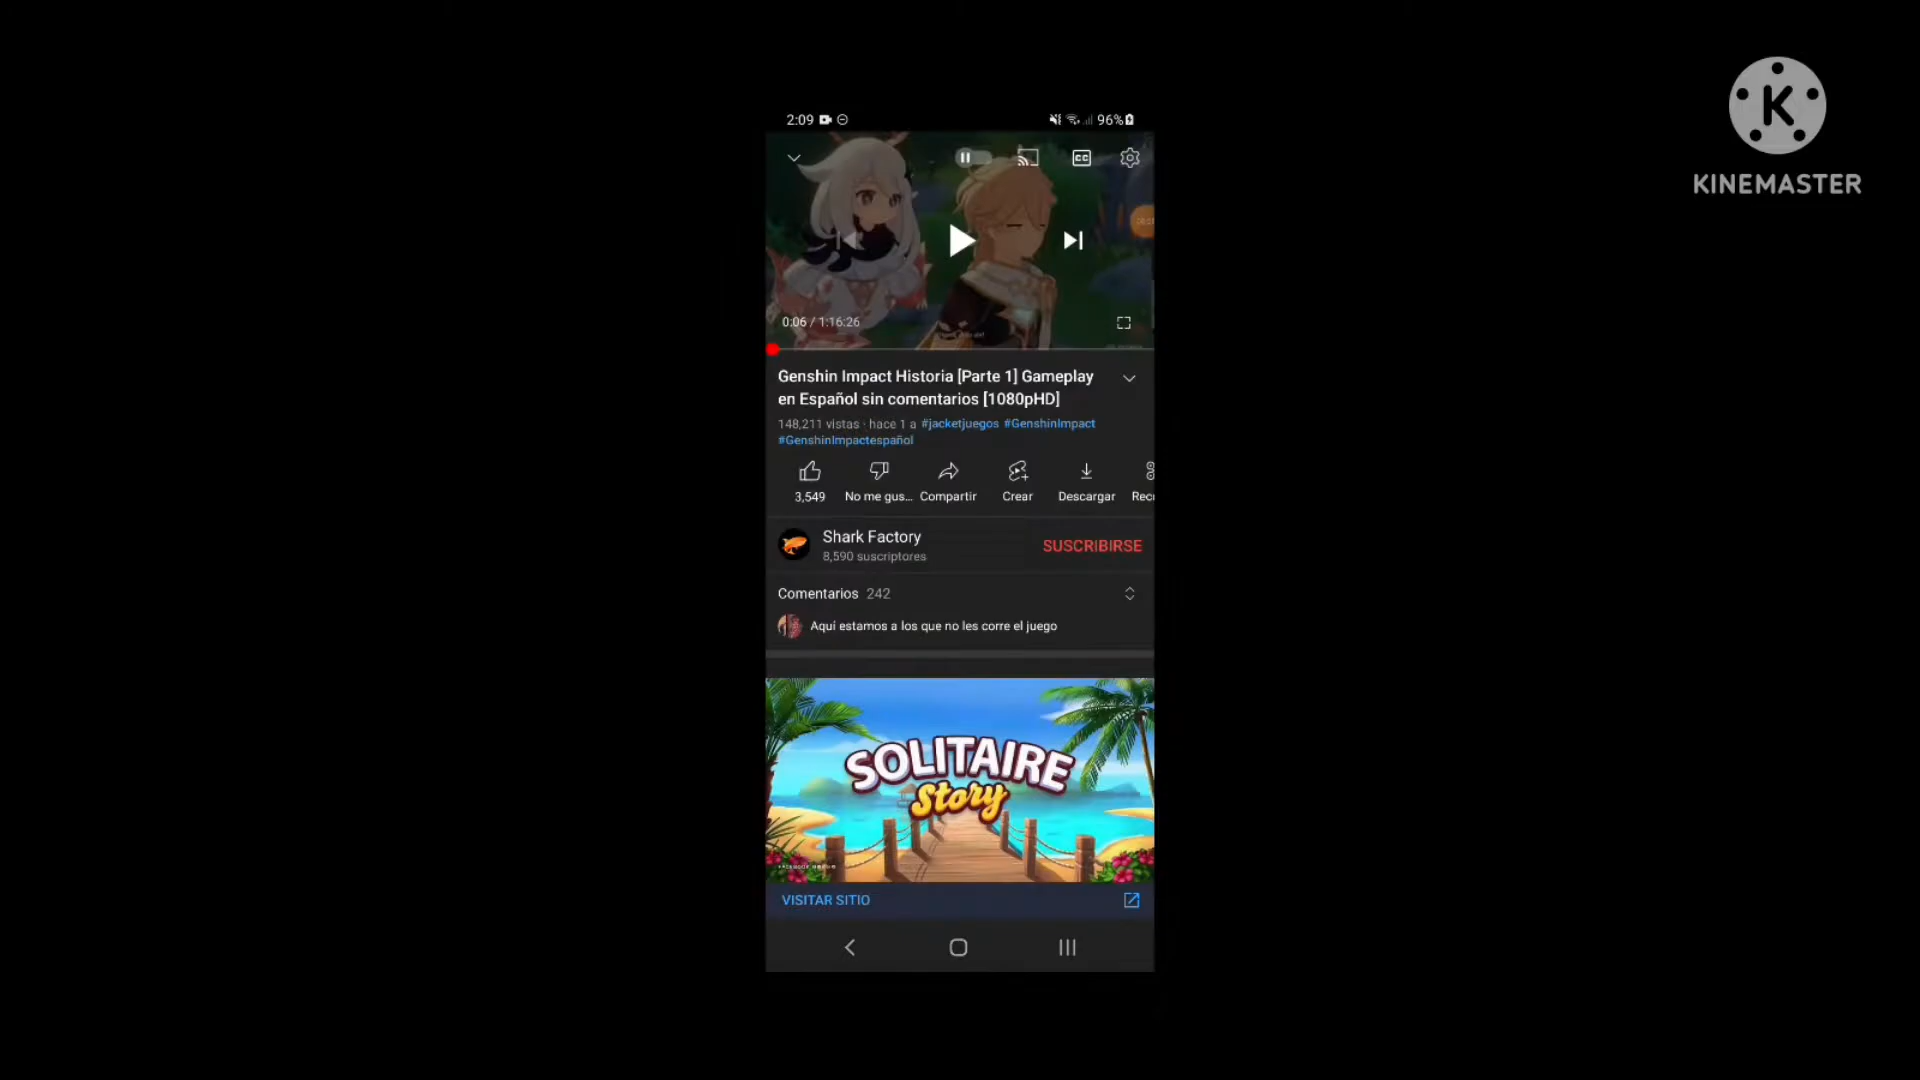 K
KINEMASTER
2:09
96%
CC
0:06 / 1:16:26
Genshin Impact Historia [Parte 1] Gameplay
en Español sin comentarios [1080pHD]
148,211 vistas · hace 1 a #jacketjuegos #GenshinImpact
#GenshinImpactespañol
3,549
No me gus...
Compartir
Crear
Descargar
Shark Factory
8,590 suscriptores
SUSCRIBIRSE
Comentarios 242
Aquí estamos a los que no les corre el juego
SOLITAIRE
Story
VISITAR SITIO